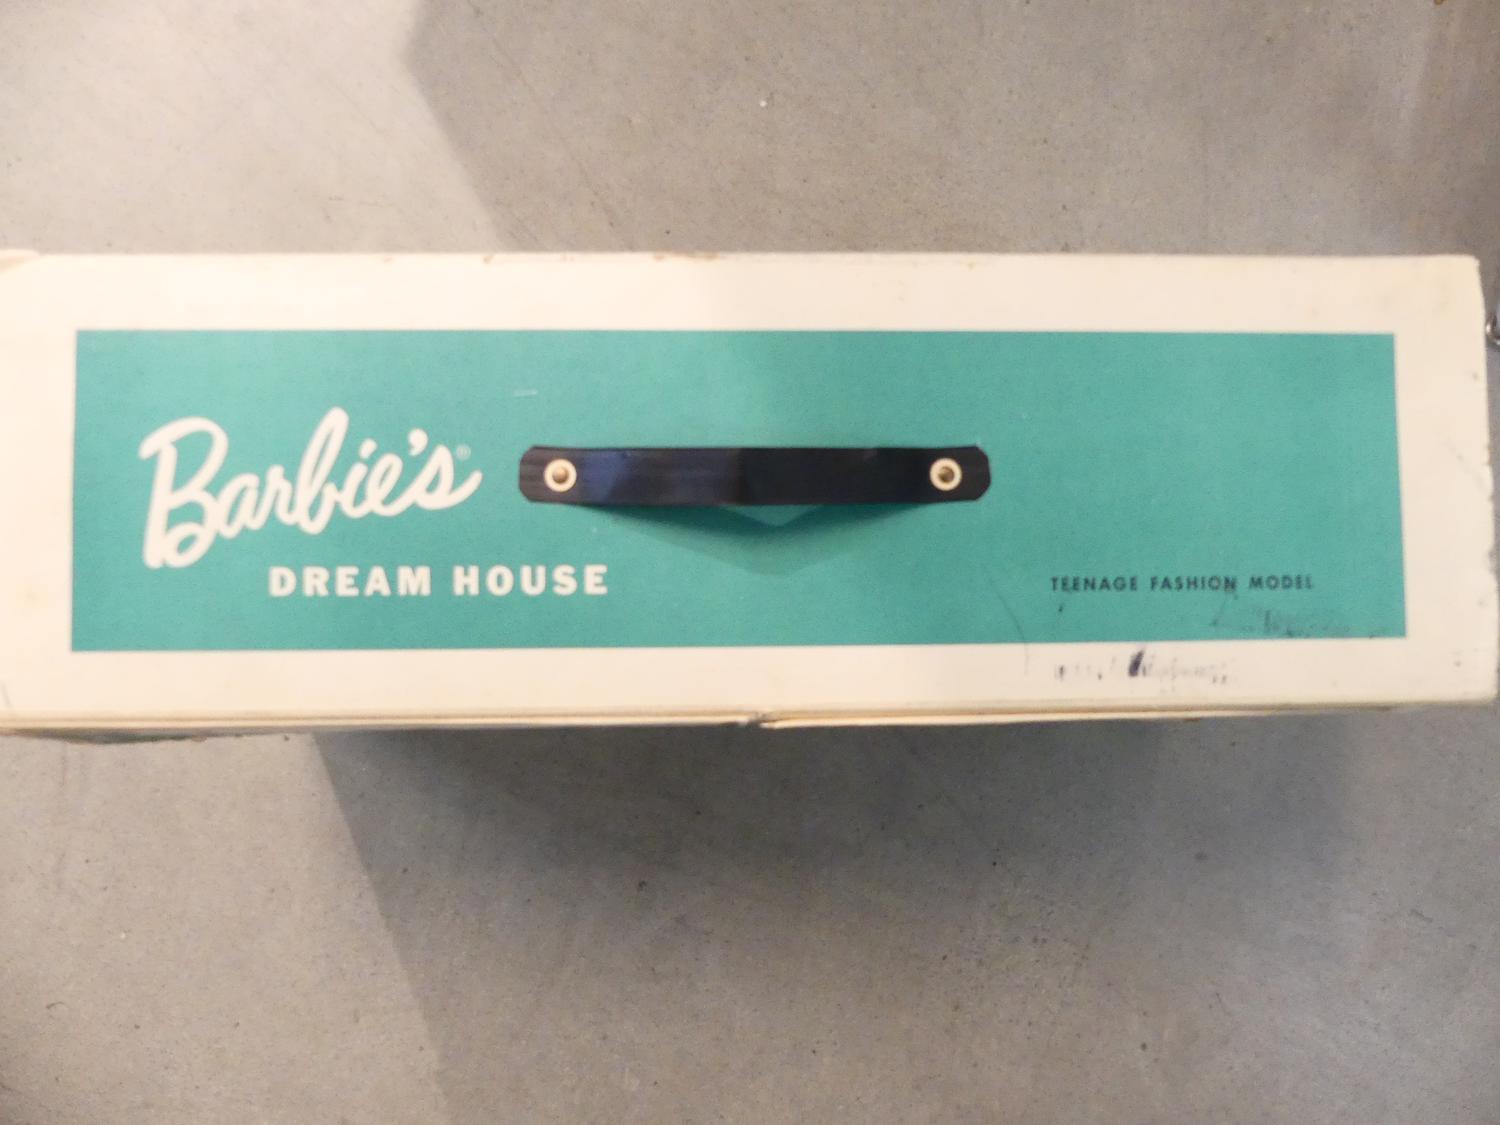 Barbie's®
DREAM HOUSE
TEENAGE FASHION MODEL